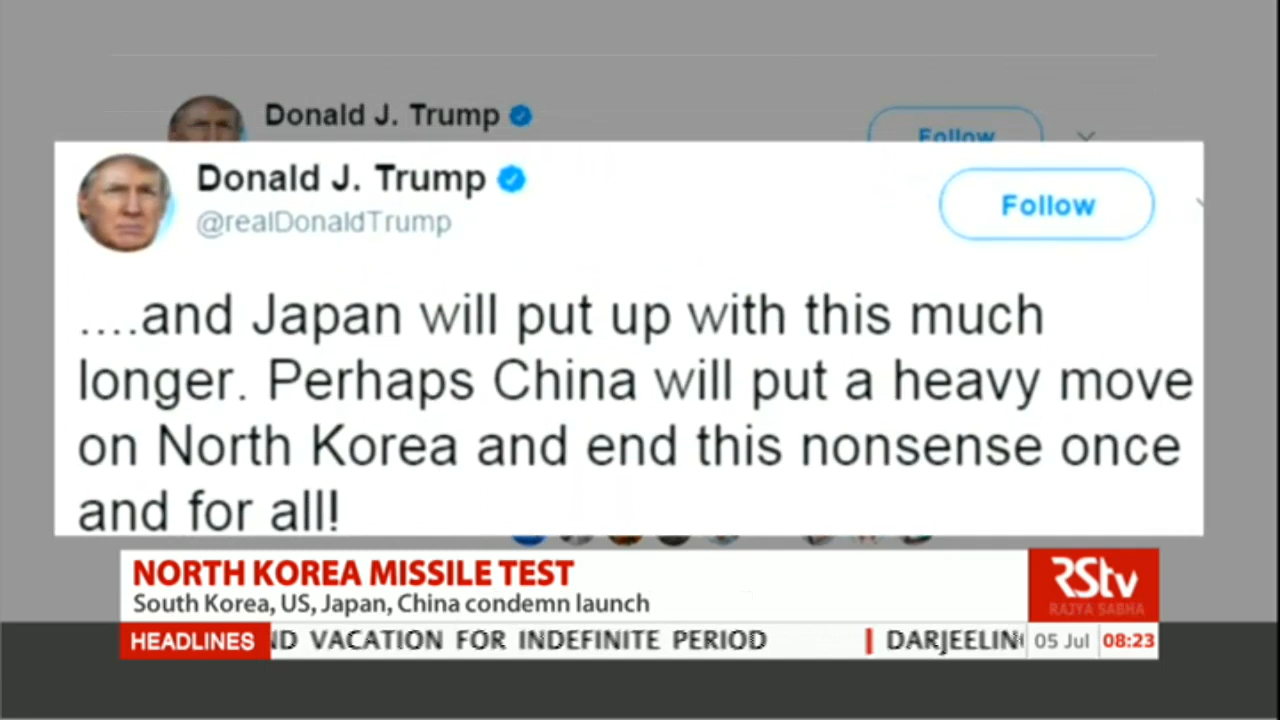 Donald J. Trump
Follow
Donald J. Trump
@realDonaldTrump
Follow
....and Japan will put up with this much
longer. Perhaps China will put a heavy move
on North Korea and end this nonsense once
and for all!
NORTH KOREA MISSILE TEST
South Korea, US, Japan, China condemn launch
RStv
RAJYA SABHA
HEADLINES
VACATION FOR INDEFINITE PERIOD
05 Jul
08:23